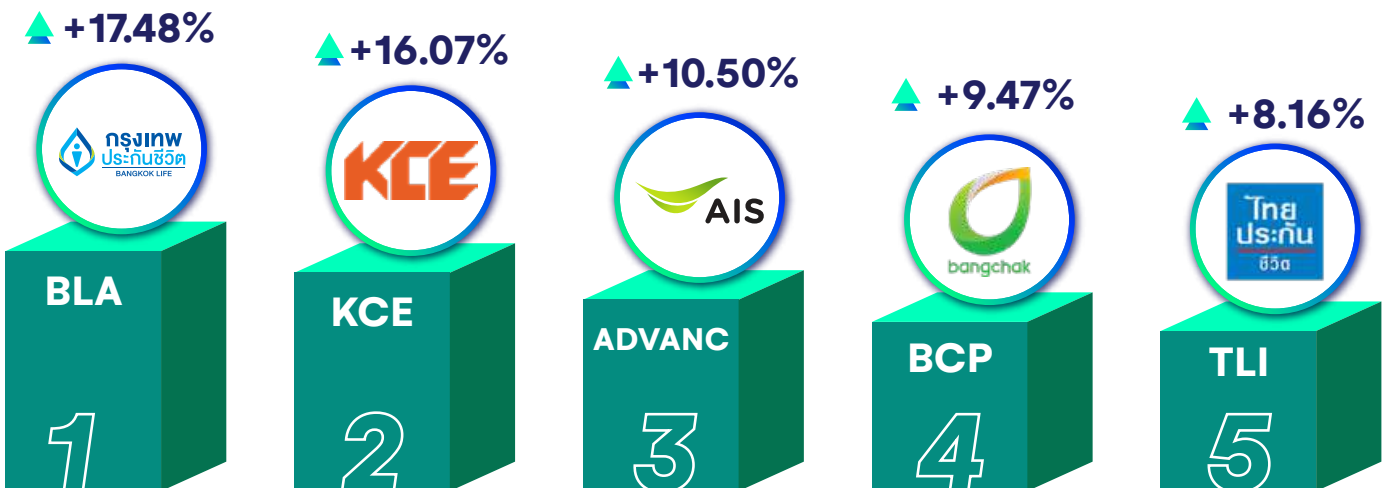 +17.48%
กรุงเทพ
ประกันชีวิต
BANGKOK LIFE
BLA
1
+16.07%
KCE
KCE
2
+10.50%
AIS
ADVANC
3
+9.47%
bangchak
BCP
4
+8.16%
ไทย
ประกัน
ชีวิต
TLI
5